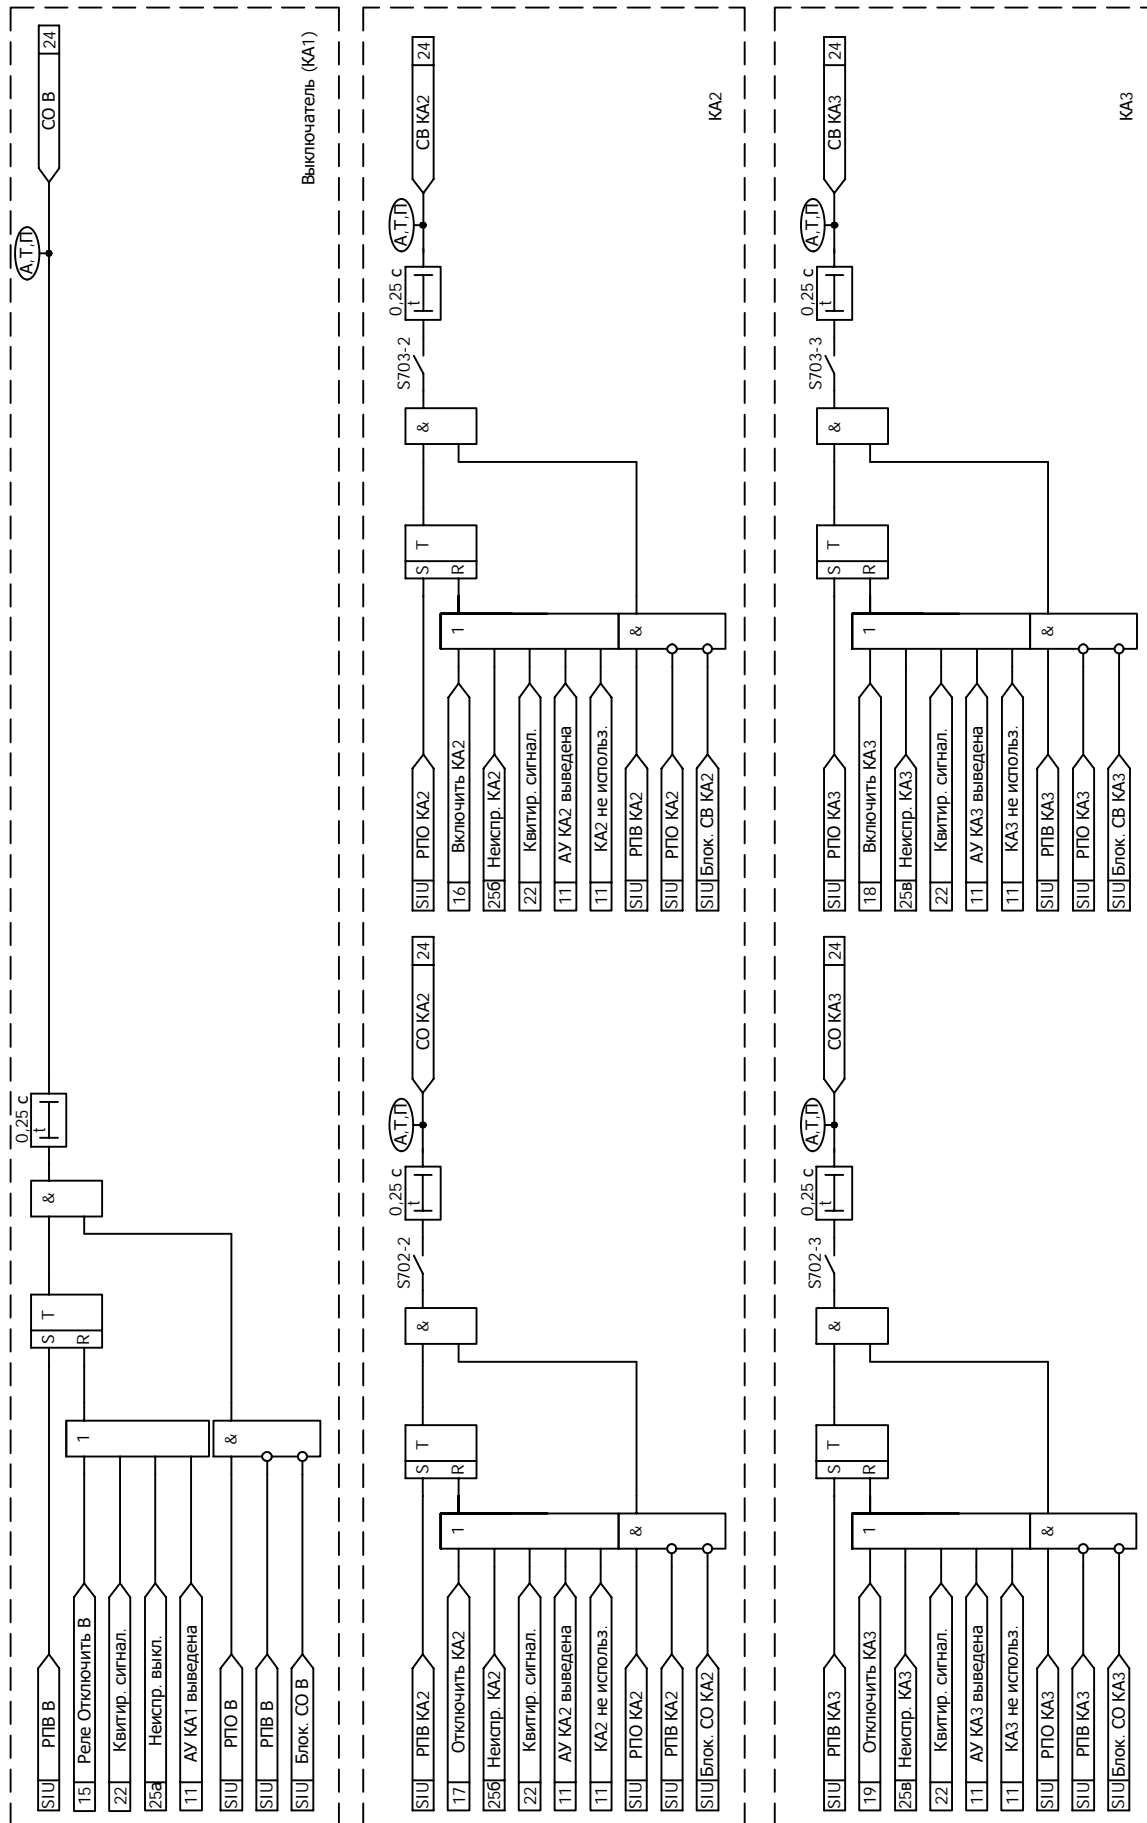 SIU РПВ В
15 Реле Отключить В
22 Квитир. сигнал.
25а Неиспр. выкл.
11 АУ КА1 выведена
SIU РПО В
SIU РПВ В
SIU Блок. СО В
1
&
S T
R
&
0,25 с
t
А,Т,П
СО В 24
Выключатель (КА1)
SIU РПВ КА2
17 Отключить КА2
25б Неиспр. КА2
22 Квитир. сигнал.
11 АУ КА2 выведена
11 КА2 не использ.
SIU РПО КА2
SIU РПВ КА2
SIU Блок. СО КА2
1
&
S T
R
&
S702-2
0,25 с
t
А,Т,П
СО КА2 24
SIU РПО КА2
16 Включить КА2
25б Неиспр. КА2
22 Квитир. сигнал.
11 АУ КА2 выведена
11 КА2 не использ.
SIU РПВ КА2
SIU РПО КА2
SIU Блок. СВ КА2
1
&
S T
R
&
S703-2
0,25 с
t
А,Т,П
СВ КА2 24
КА2
SIU РПВ КА3
19 Отключить КА3
25в Неиспр. КА3
22 Квитир. сигнал.
11 АУ КА3 выведена
11 КА3 не использ.
SIU РПО КА3
SIU РПВ КА3
SIU Блок. СО КА3
1
&
S T
R
&
S702-3
0,25 с
t
А,Т,П
СО КА3 24
SIU РПО КА3
18 Включить КА3
25в Неиспр. КА3
22 Квитир. сигнал.
11 АУ КА3 выведена
11 КА3 не использ.
SIU РПВ КА3
SIU РПО КА3
SIU Блок. СВ КА3
1
&
S T
R
&
S703-3
0,25 с
t
А,Т,П
СВ КА3 24
КА3